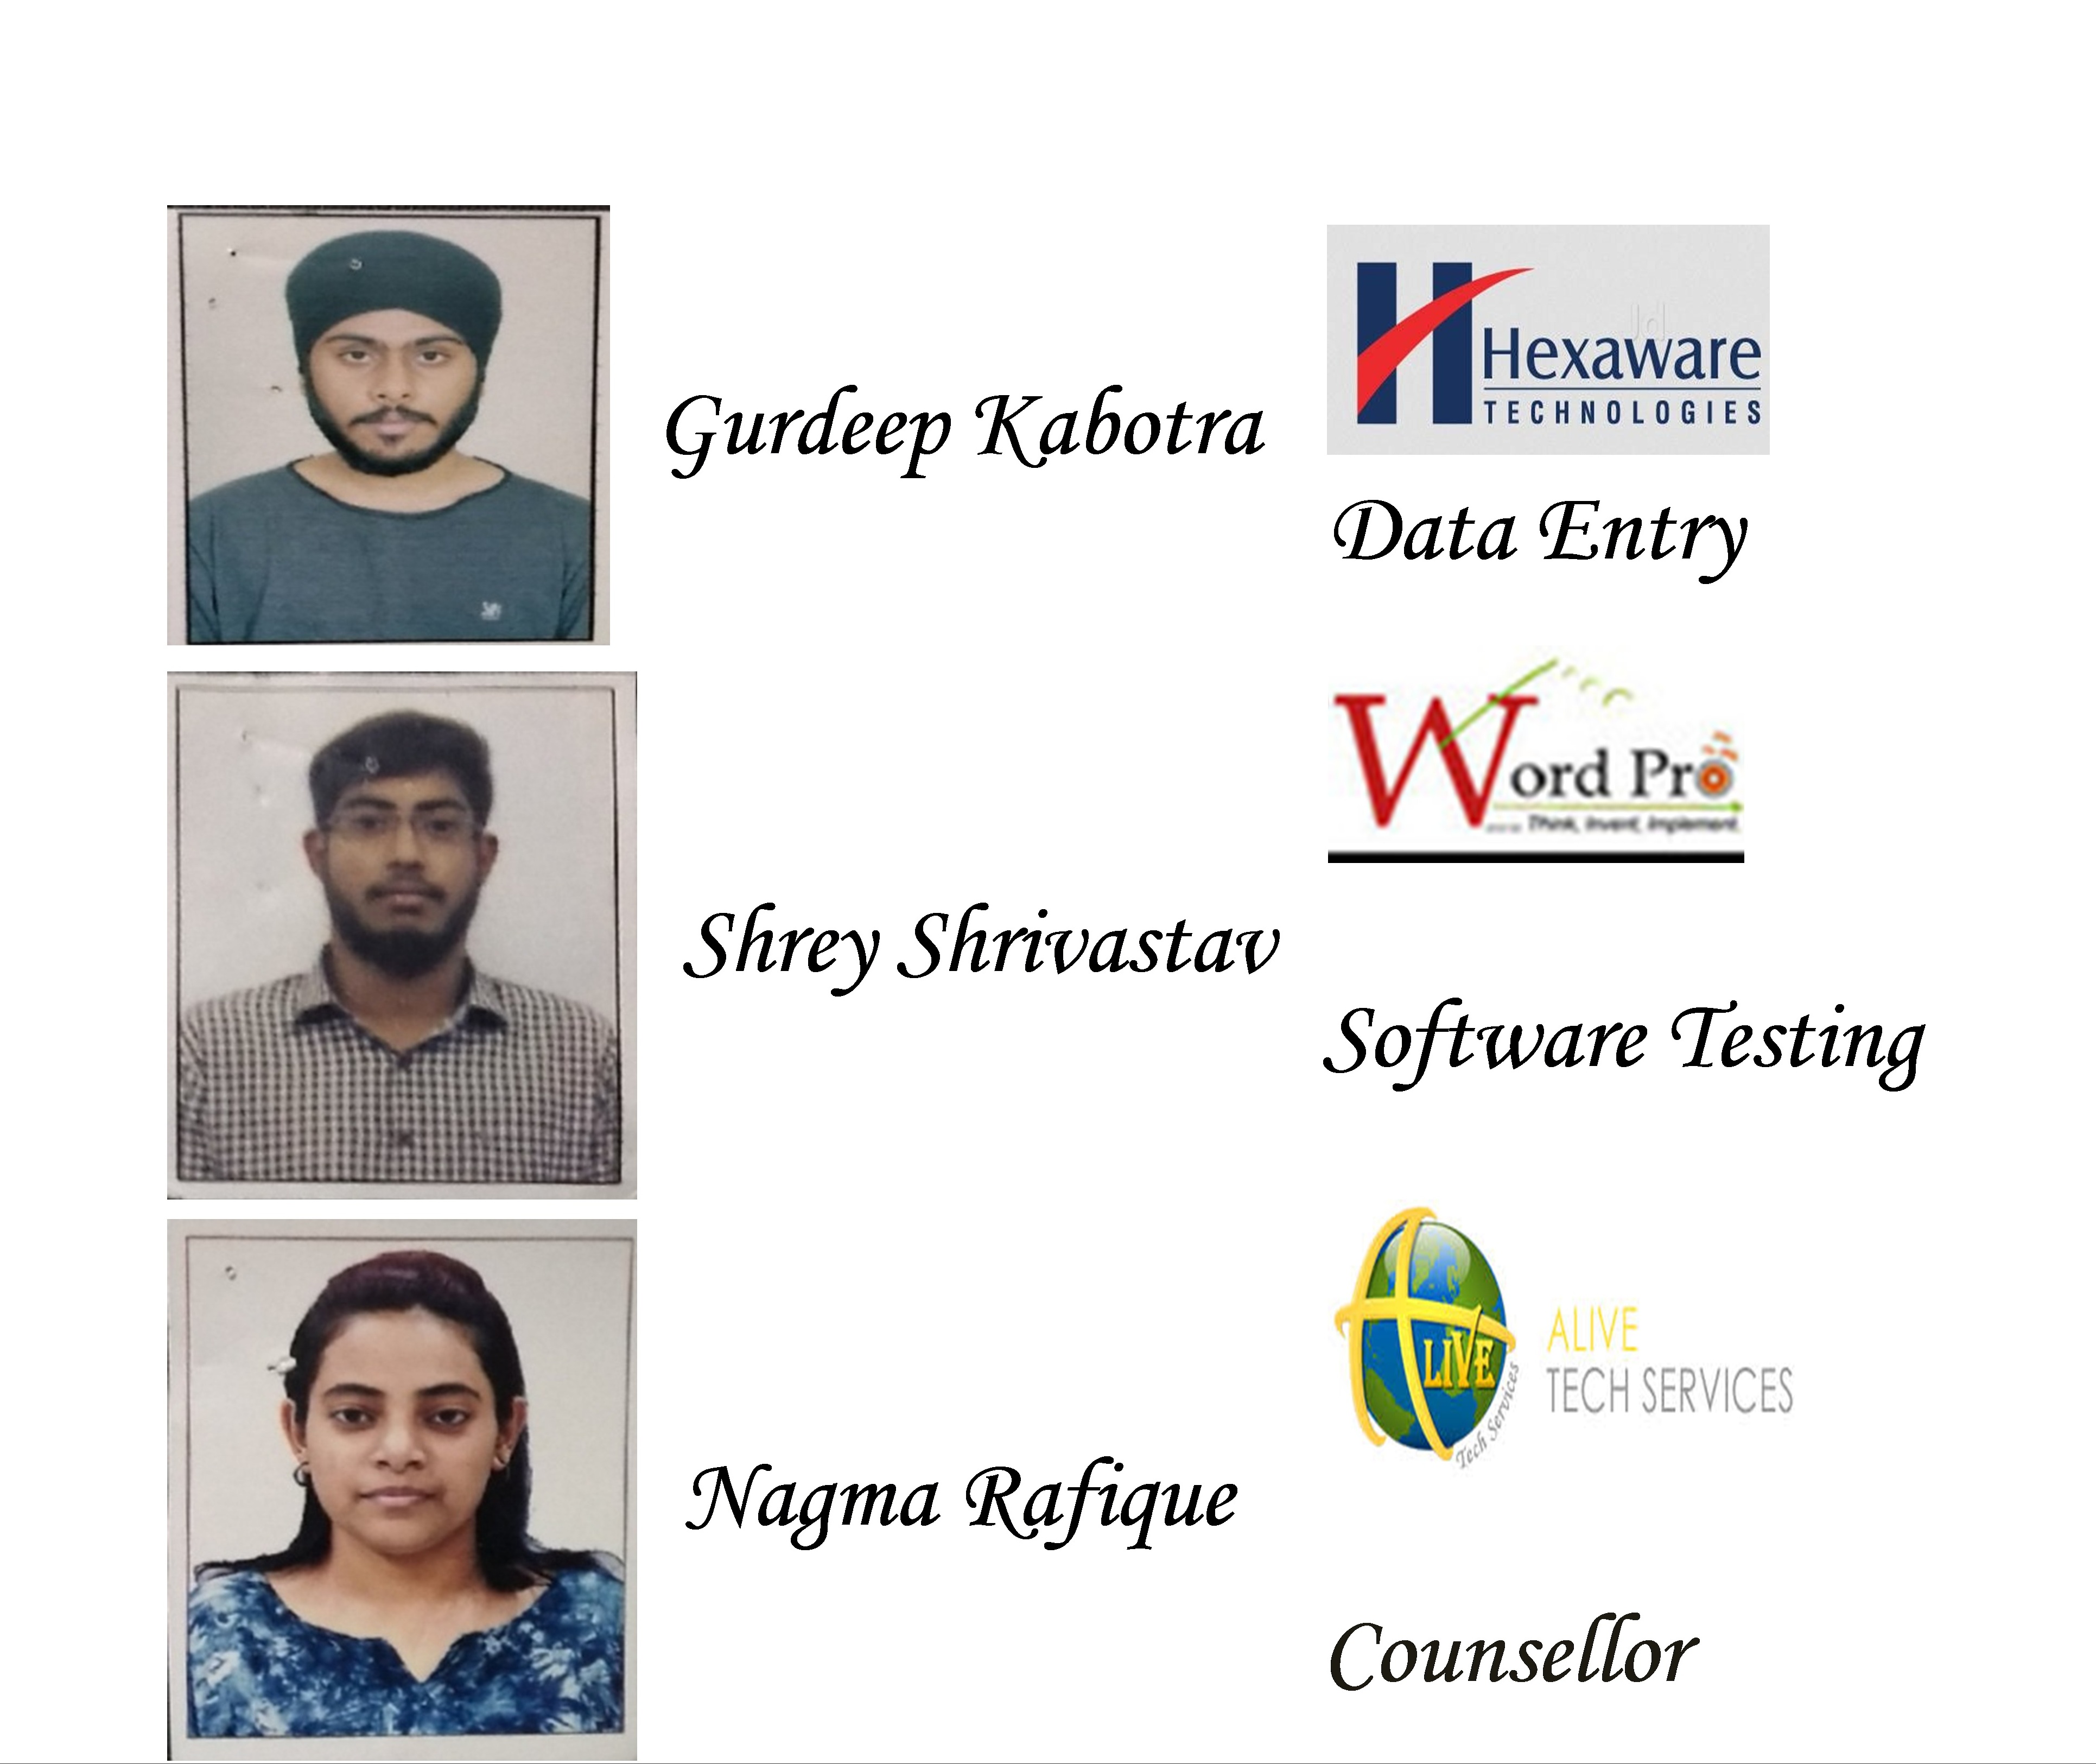 Gurdeep Kabotra
Hexaware
TECHNOLOGIES
Data Entry
Word Pro
Think, Invent, Implement
Shrey Shrivastav
Software Testing
LIVE
Tech Services
ALIVE
TECH SERVICES
Nagma Rafique
Counsellor